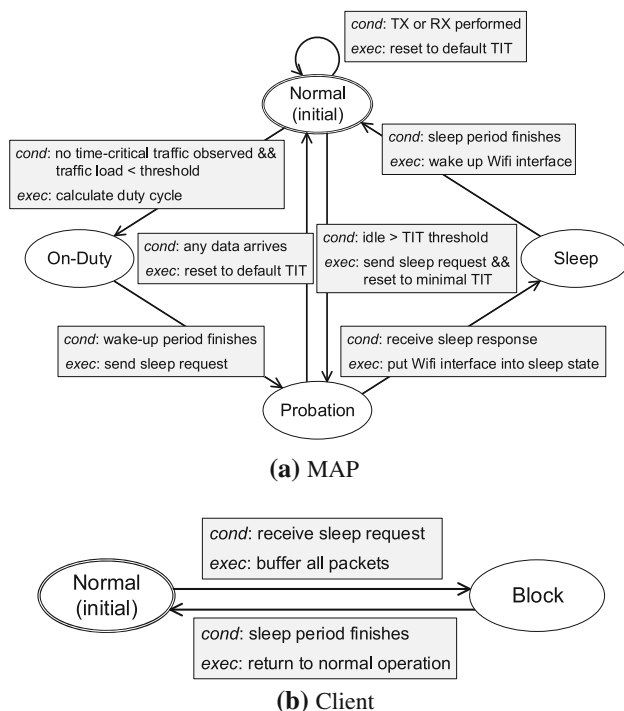 cond: TX or RX performed
exec: reset to default TIT
Normal
(initial)
cond: no time-critical traffic observed &&
traffic load < threshold
exec: calculate duty cycle
cond: sleep period finishes
exec: wake up Wifi interface
On-Duty
cond: any data arrives
exec: reset to default TIT
cond: idle > TIT threshold
exec: send sleep request &&
reset to minimal TIT
Sleep
cond: wake-up period finishes
exec: send sleep request
cond: receive sleep response
exec: put Wifi interface into sleep state
Probation
(a) MAP
cond: receive sleep request
exec: buffer all packets
Normal
(initial)
Block
cond: sleep period finishes
exec: return to normal operation
(b) Client